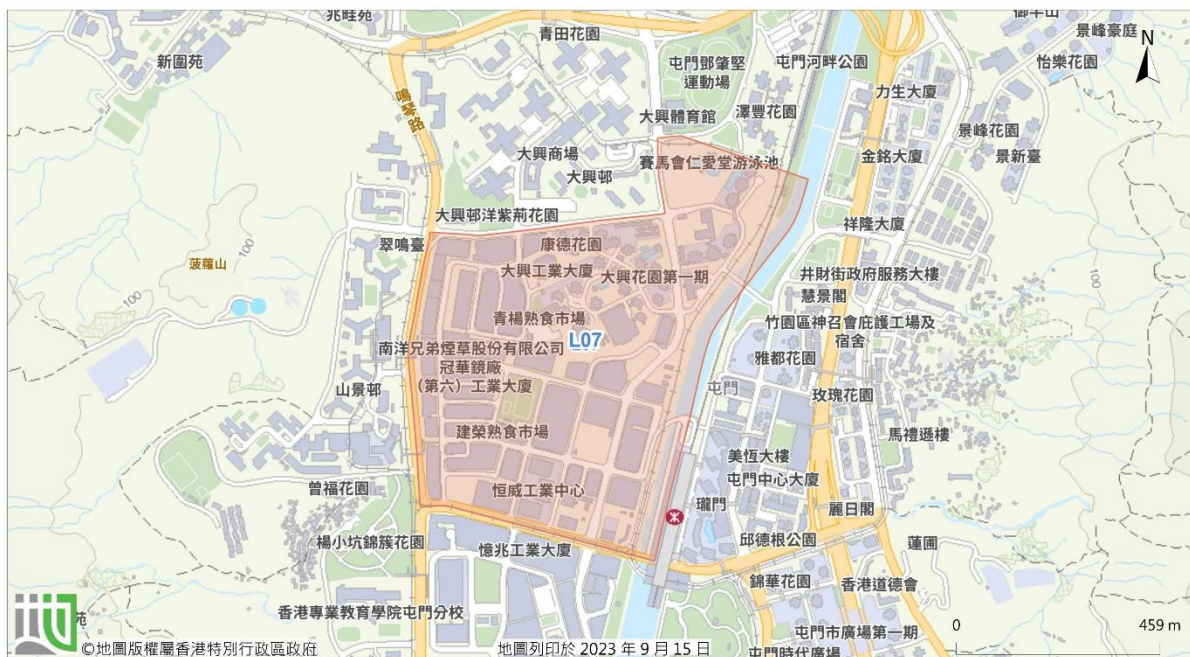 兆畦苑
新圍苑
鳴琴路
青田花園
屯門鄧肇堅
運動場
屯門河畔公園
景峰豪庭
怡樂花園
N
力生大廈
大興體育館
澤豐花園
景峰花園
景新臺
大興商場
大興邨
賽馬會仁愛堂游泳池
金銘大廈
大興邨洋紫荊花園
祥隆大廈
翠鳴臺
康德花園
菠蘿山
100
100
100
大興工業大廈
大興花園第一期
井財街政府服務大樓
慧景閣
青楊熟食市場
L07
竹園區神召會庇護工場及
宿舍
南洋兄弟煙草股份有限公司
冠華鏡廠
(第六) 工業大廈
雅都花園
屯門
山景邨
玫瑰花園
建榮熟食市場
馬禮遜樓
美恆大樓
屯門中心大廈
恒威工業中心
曾福花園
瓏門
麗日閣
楊小坑錦簇花園
憶兆工業大廈
邱德根公園
蓮圃
錦華花園
香港道德會
香港專業教育學院屯門分校
屯門市廣場第一期
屯門時代廣場
0
459 m
©地圖版權屬香港特別行政區政府
地圖列印於 2023 年 9 月 15 日